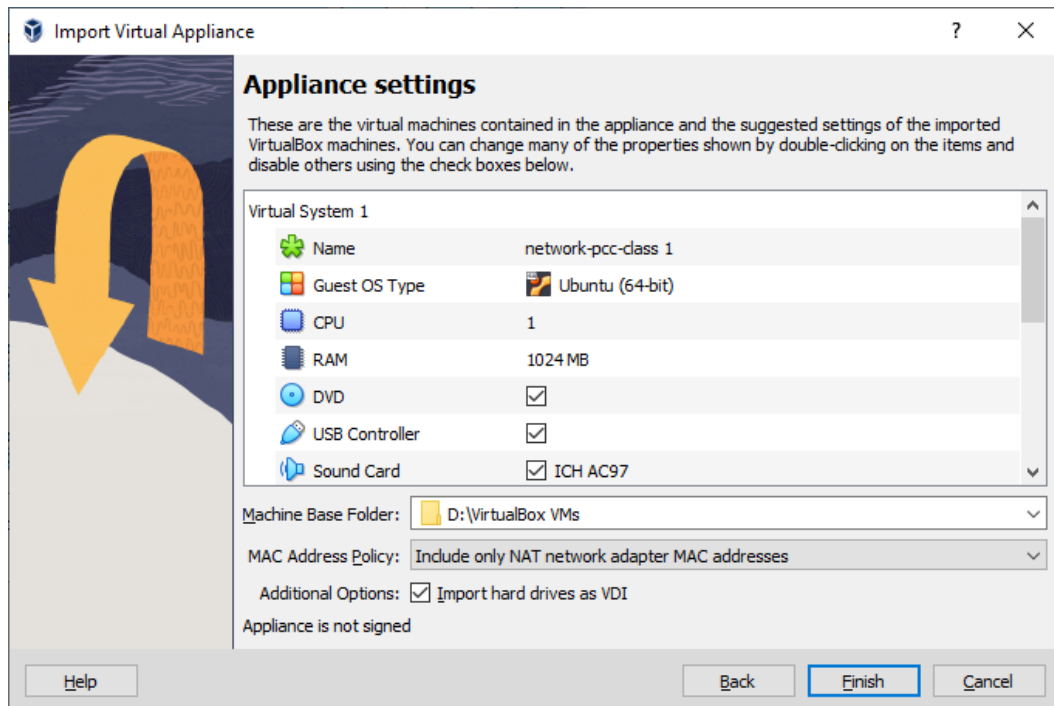 Import Virtual Appliance ?
Appliance settings
These are the virtual machines contained in the appliance and the suggested settings of the imported
VirtualBox machines. You can change many of the properties shown by double-clicking on the items and
disable others using the check boxes below.
Virtual System 1
Name network-pcc-class 1
Guest OS Type Ubuntu (64-bit)
CPU 1
RAM 1024 MB
DVD
USB Controller
Sound Card ICH AC97
Machine Base Folder: D:\VirtualBox VMs
MAC Address Policy: Include only NAT network adapter MAC addresses
Additional Options: Import hard drives as VDI
Appliance is not signed
Help Back Finish Cancel